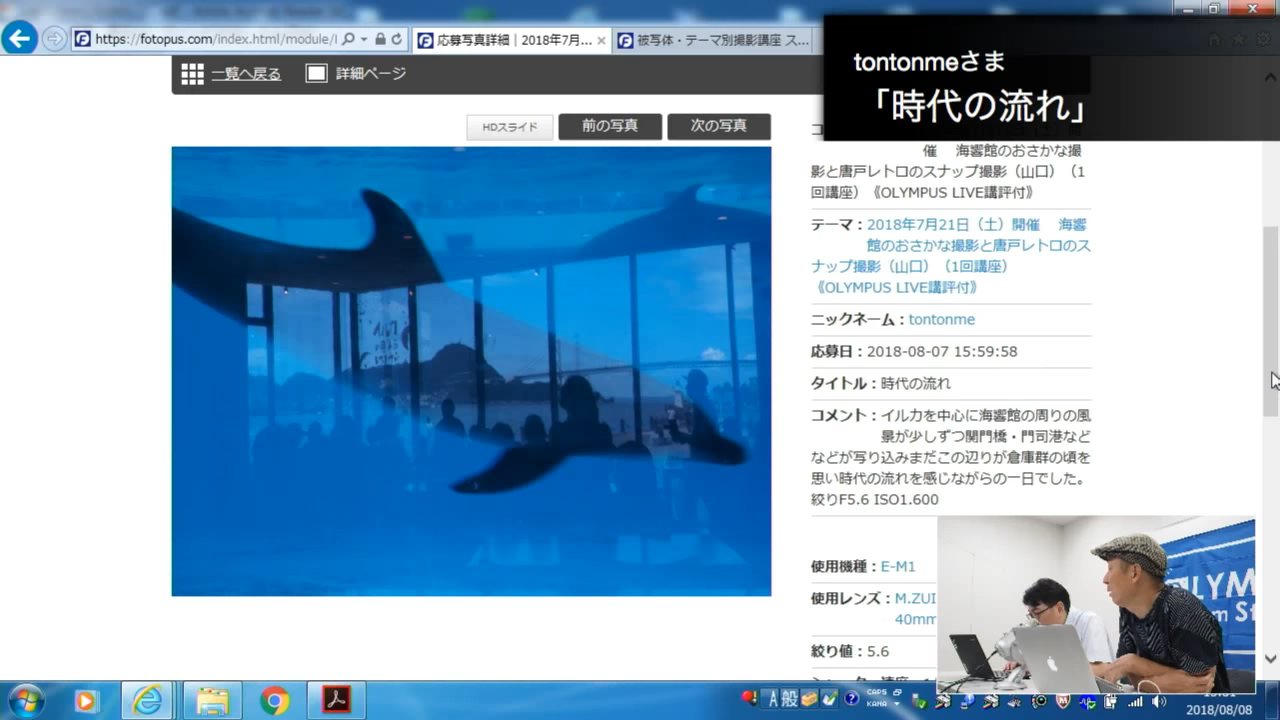 https://fotopus.com/index.html/module/
応募写真詳細 | 2018年7月...
被写体・テーマ別撮影講座 ス...
tontonmeさま
「時代の流れ」
一覧へ戻る
詳細ページ
HDスライド
前の写真
次の写真
催 海響館のおさかな撮
影と唐戸レトロのスナップ撮影（山口）（1
回講座）《OLYMPUS LIVE講評付》
テーマ：2018年7月21日（土）開催 海響
館のおさかな撮影と唐戸レトロのス
ナップ撮影（山口）（1回講座）
《OLYMPUS LIVE講評付》
ニックネーム：tontonme
応募日：2018-08-07 15:59:58
タイトル：時代の流れ
コメント：イルカを中心に海響館の周りの風
景が少しずつ関門橋・門司港など
などが写り込みまだこの辺りが倉庫群の頃を
思い時代の流れを感じながらの一日でした。
絞りF5.6 ISO1.600
使用機種：E-M1
使用レンズ：M.ZUI
40mm
絞り値：5.6
A 般
CAPS
KANA
2018/08/08